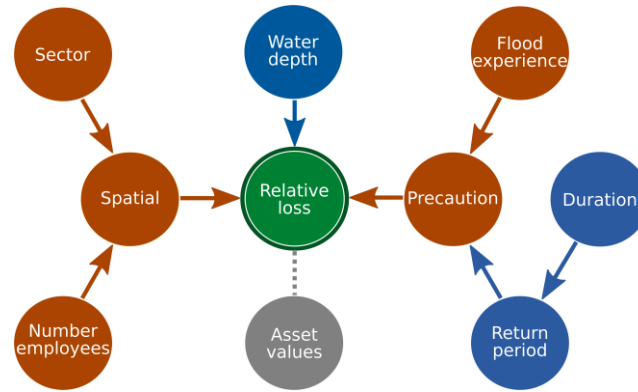 Sector
Water
depth
Flood
experience
Spatial
Relative
loss
Precaution
Duration
Number
employees
Asset
values
Return
period